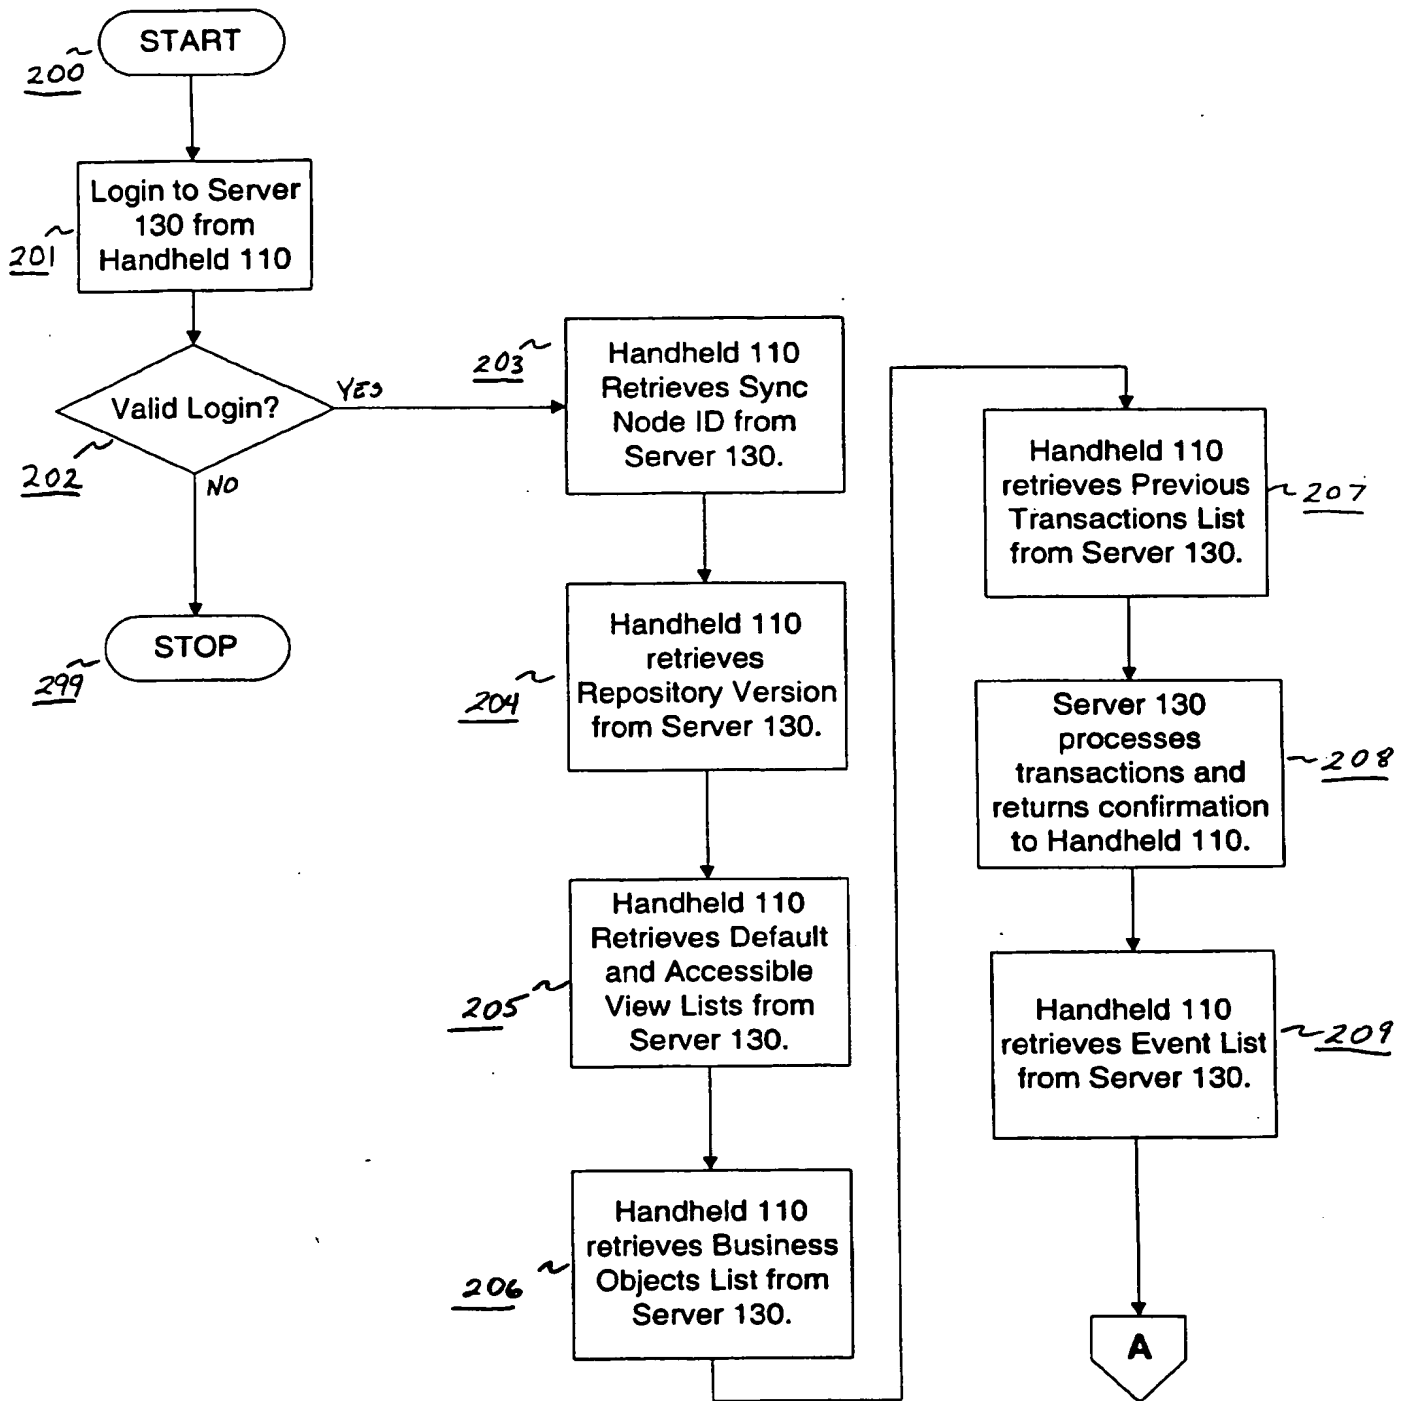 START
200
Login to Server
130 from
Handheld 110
201
Valid Login?
YES
202
NO
STOP
299
203
Handheld 110
Retrieves Sync
Node ID from
Server 130.
Handheld 110
retrieves
Repository Version
from Server 130.
204
Handheld 110
Retrieves Default
and Accessible
View Lists from
Server 130.
205
Handheld 110
retrieves Business
Objects List from
Server 130.
206
Handheld 110
retrieves Previous
Transactions List
from Server 130.
207
Server 130
processes
transactions and
returns confirmation
to Handheld 110.
208
Handheld 110
retrieves Event List
from Server 130.
209
A